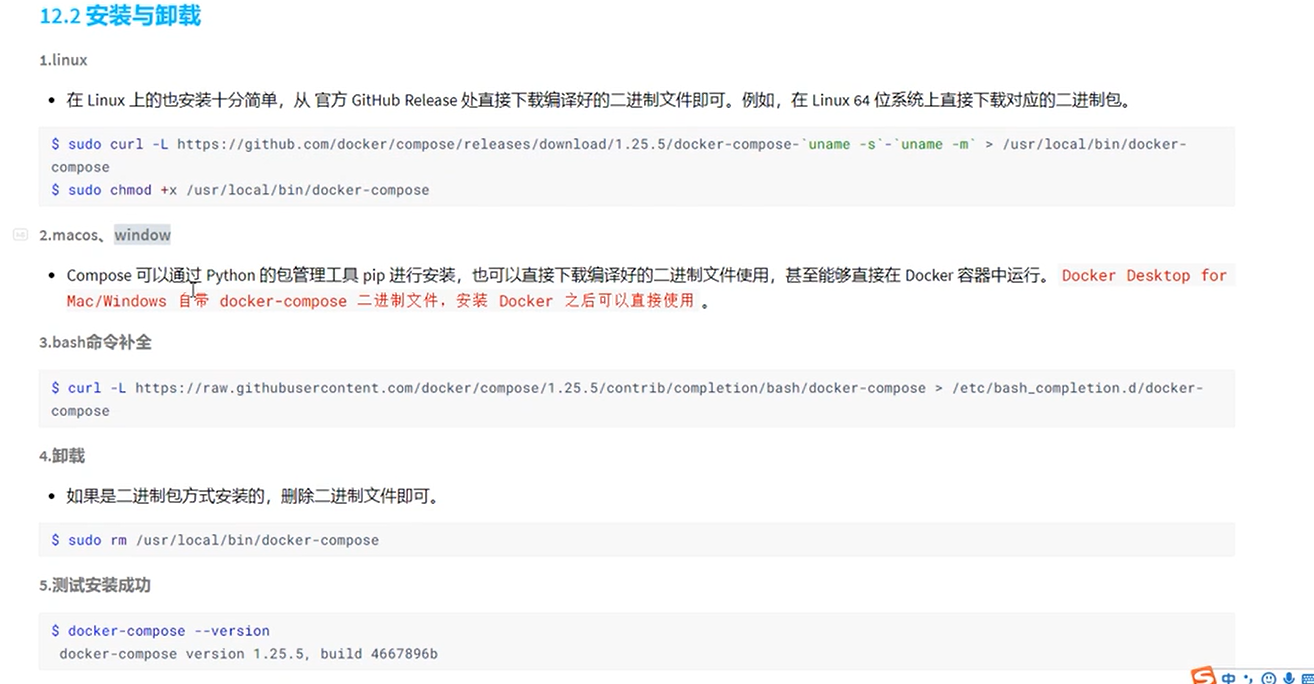 12.2 安装与卸载
1.linux
• 在 Linux 上的也安装十分简单，从 官方 GitHub Release 处直接下载编译好的二进制文件即可。例如，在 Linux 64 位系统上直接下载对应的二进制包。
$ sudo curl -L https://github.com/docker/compose/releases/download/1.25.5/docker-compose-`uname -s`-`uname -m` > /usr/local/bin/docker-
compose
$ sudo chmod +x /usr/local/bin/docker-compose
2.macos、window
• Compose 可以通过 Python 的包管理工具 pip 进行安装，也可以直接下载编译好的二进制文件使用，甚至能够直接在 Docker 容器中运行。 Docker Desktop for
Mac/Windows 自带 docker-compose 二进制文件，安装 Docker 之后可以直接使用 。
3.bash命令补全
$ curl -L https://raw.githubusercontent.com/docker/compose/1.25.5/contrib/completion/bash/docker-compose > /etc/bash_completion.d/docker-
compose
4.卸载
• 如果是二进制包方式安装的，删除二进制文件即可。
$ sudo rm /usr/local/bin/docker-compose
5.测试安装成功
$ docker-compose --version
docker-compose version 1.25.5, build 4667896b
中